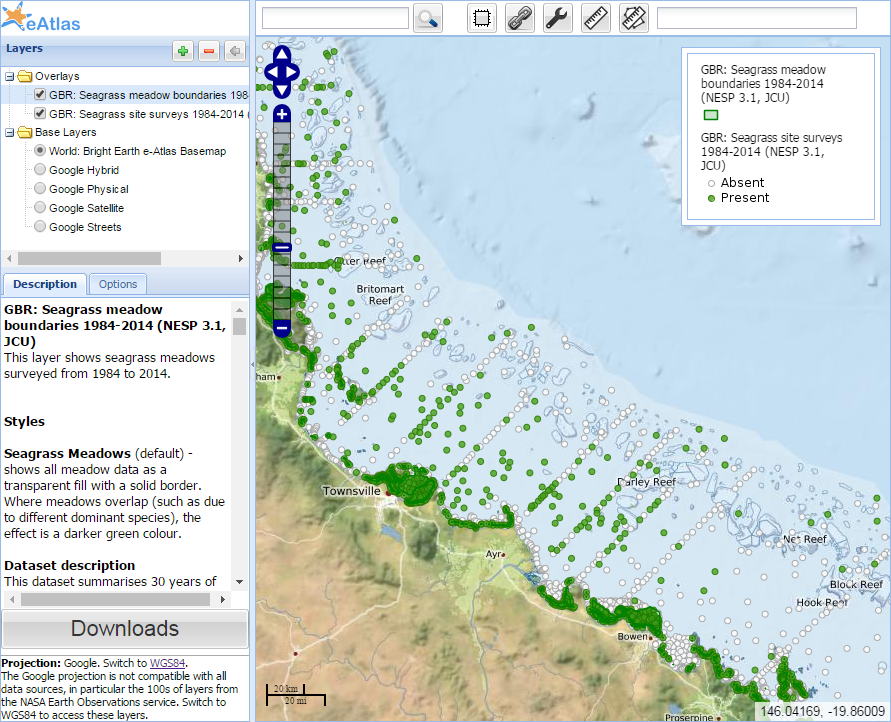 eAtlas
Layers
Overlays
GBR: Seagrass meadow boundaries 198
GBR: Seagrass site surveys 1984-2014 (
Base Layers
World: Bright Earth e-Atlas Basemap
Google Hybrid
Google Physical
Google Satellite
Google Streets
Description
Options
GBR: Seagrass meadow
boundaries 1984-2014 (NESP 3.1,
JCU)
This layer shows seagrass meadows
surveyed from 1984 to 2014.
Styles
Seagrass Meadows (default) -
shows all meadow data as a
transparent fill with a solid border.
Where meadows overlap (such as due
to different dominant species), the
effect is a darker green colour.
Dataset description
This dataset summarises 30 years of
Downloads
Projection: Google. Switch to WGS84.
The Google projection is not compatible with all
data sources, in particular the 100s of layers from
the NASA Earth Observations service. Switch to
WGS84 to access these layers.
GBR: Seagrass meadow
boundaries 1984-2014
(NESP 3.1, JCU)
GBR: Seagrass site surveys
1984-2014 (NESP 3.1,
JCU)
Absent
Present
Otter Reef
Britomart
Reef
ham
Townsville
Darley Reef
Net Reef
Ayr
Block Reef
Hook Reef
Bowen
Proserpine
20 km
20 mi
146.04169, -19.86009